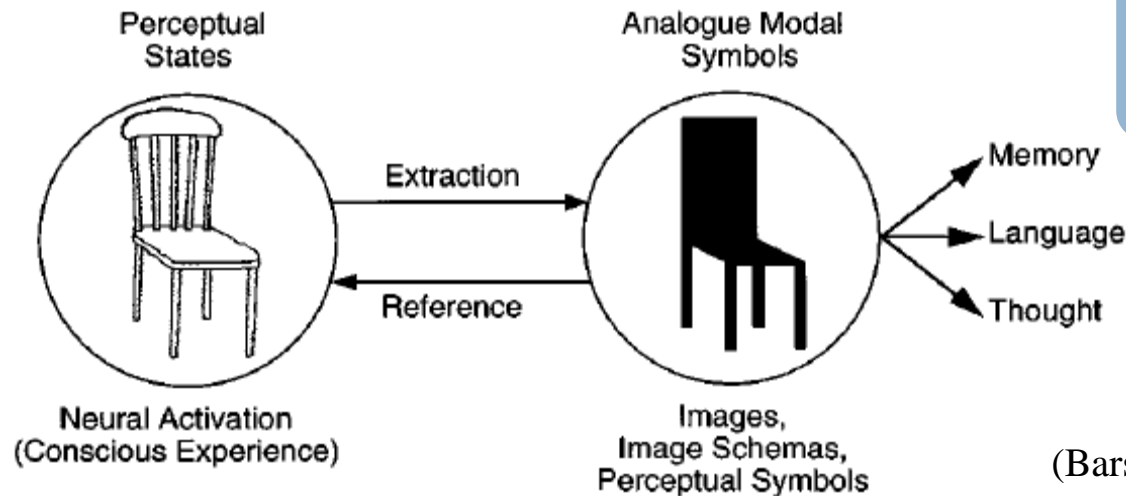 Perceptual
States
Analogue Modal
Symbols
Extraction
Reference
Memory
Language
Thought
Neural Activation
(Conscious Experience)
Images,
Image Schemas,
Perceptual Symbols
(Bars